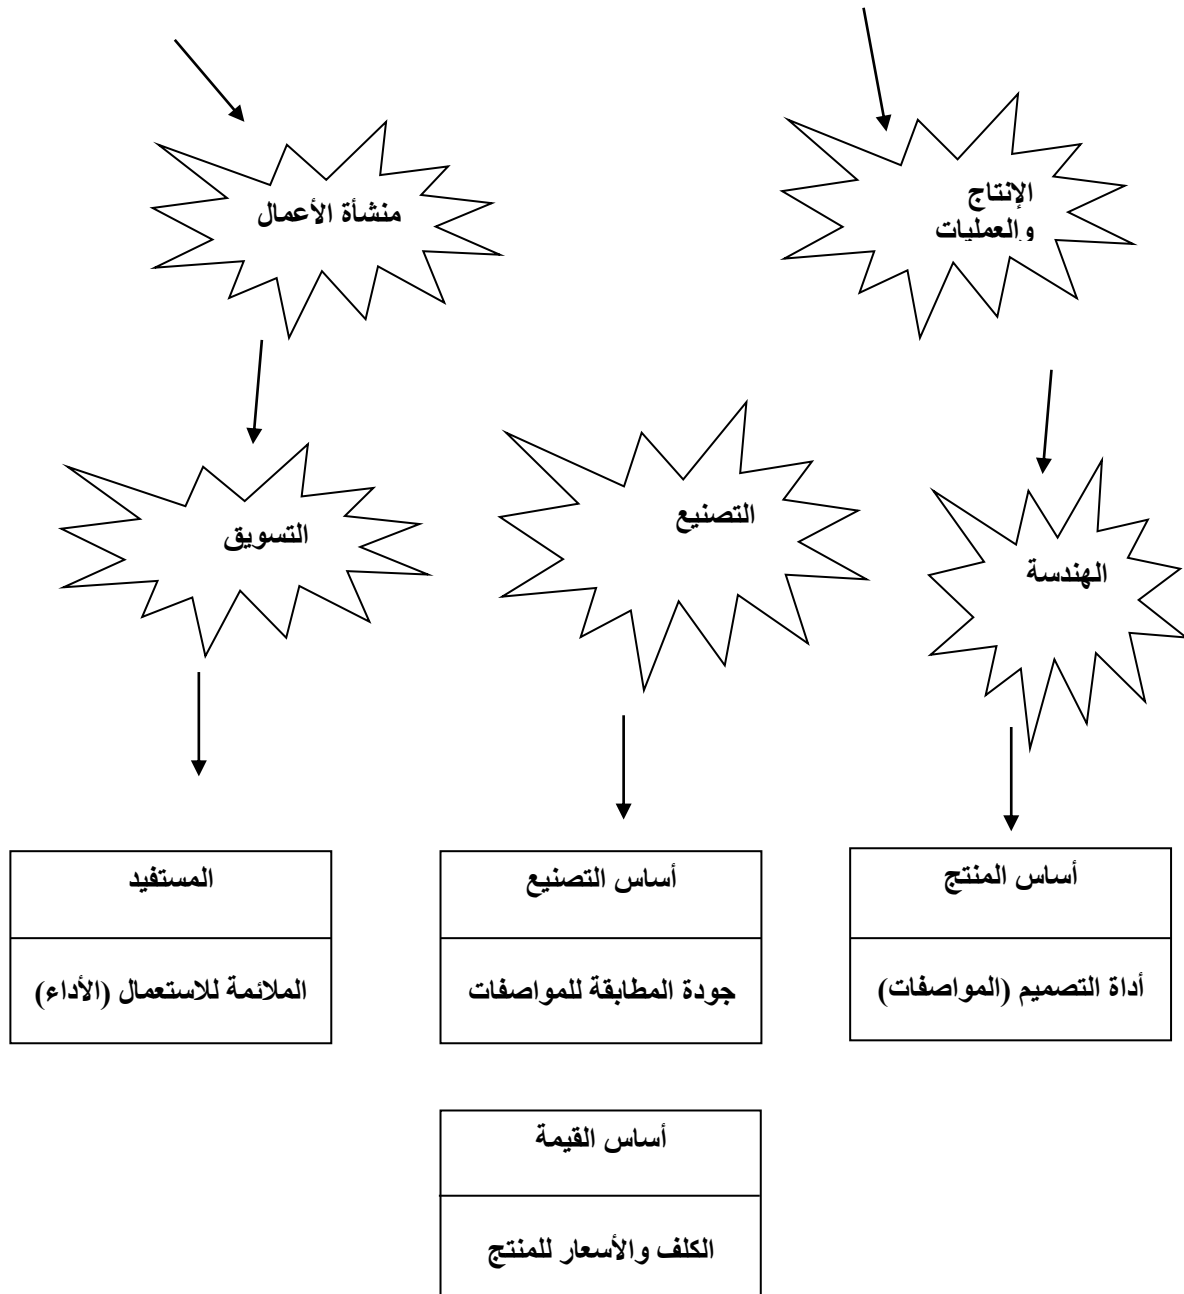 الإنتاج
والعمليات
منشأة الأعمال
الهندسة
التصنيع
التسويق
أساس المنتج
أداة التصميم (المواصفات)
أساس التصنيع
جودة المطابقة للمواصفات
المستفيد
الملائمة للاستعمال (الأداء)
أساس القيمة
الكلف والأسعار للمنتج